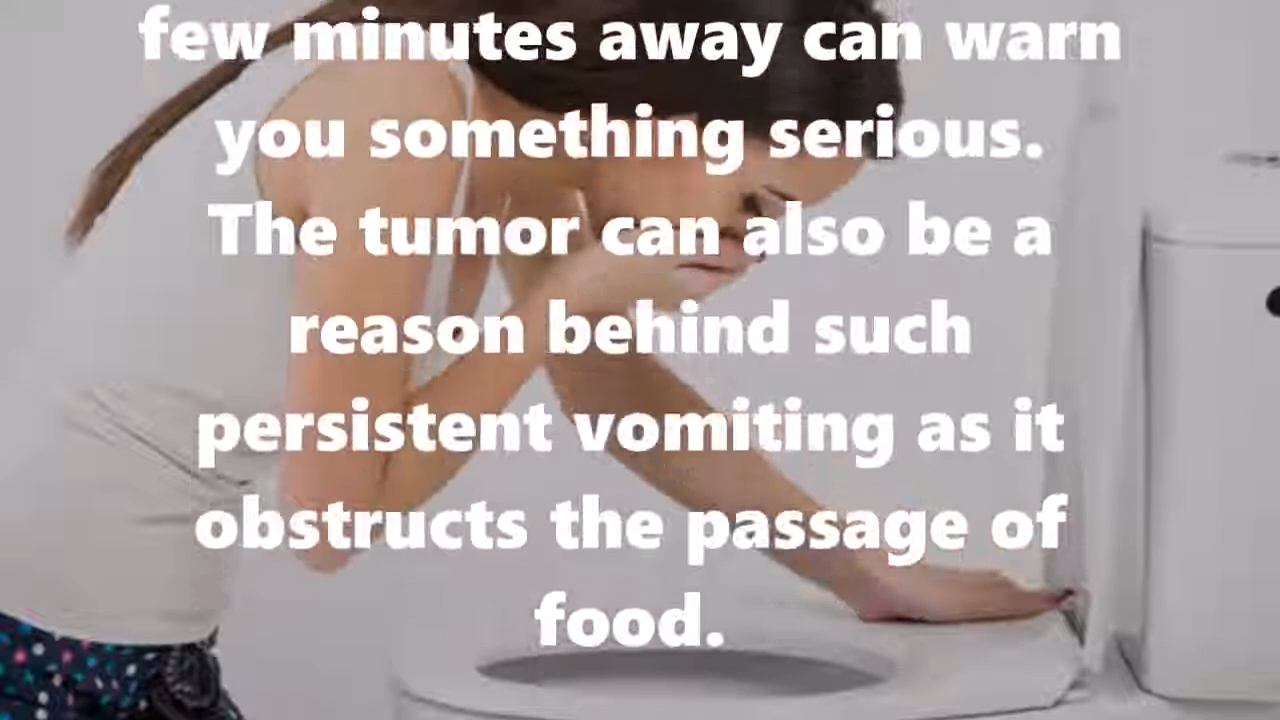 few minutes away can warn
you something serious.
The tumor can also be a
reason behind such
persistent vomiting as it
obstructs the passage of
food.